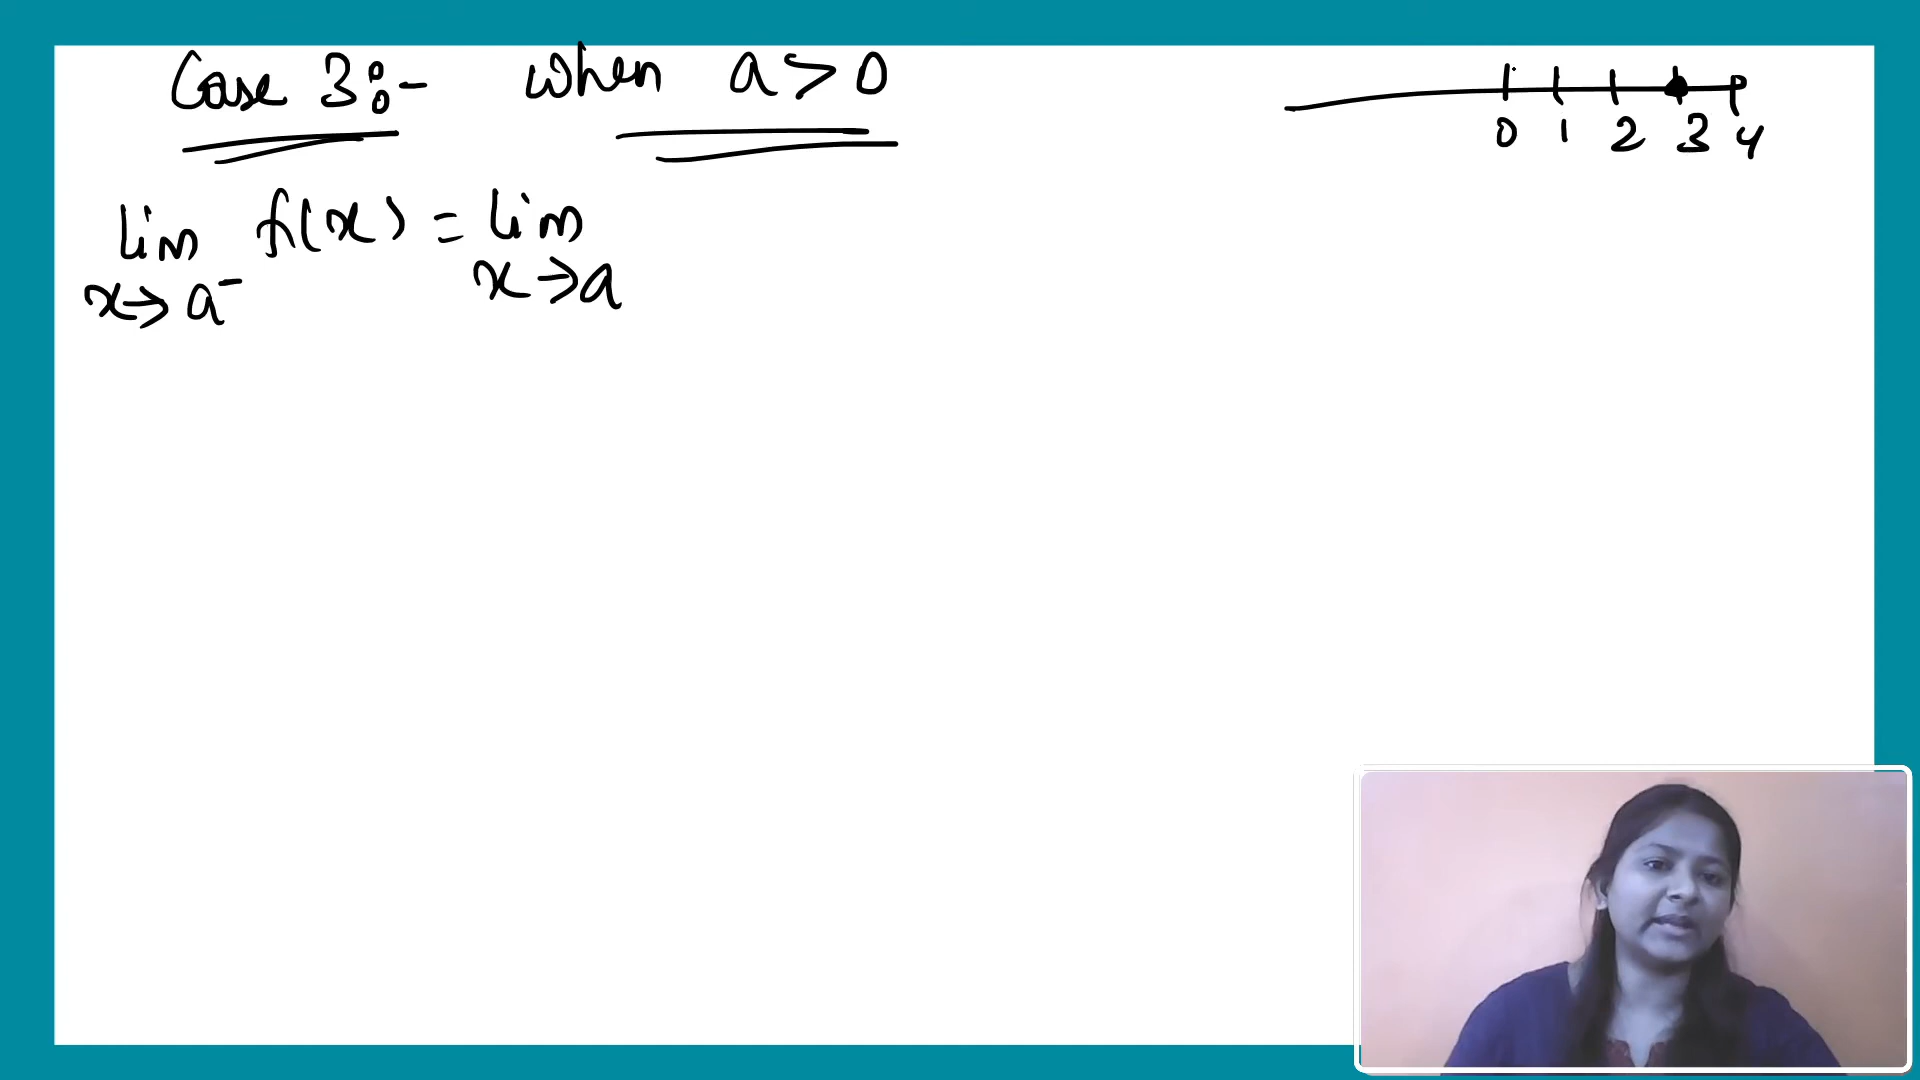 Case 3:- when a > 0
0 1 2 3 4
lim f(x) = lim
x→a⁻ x→a